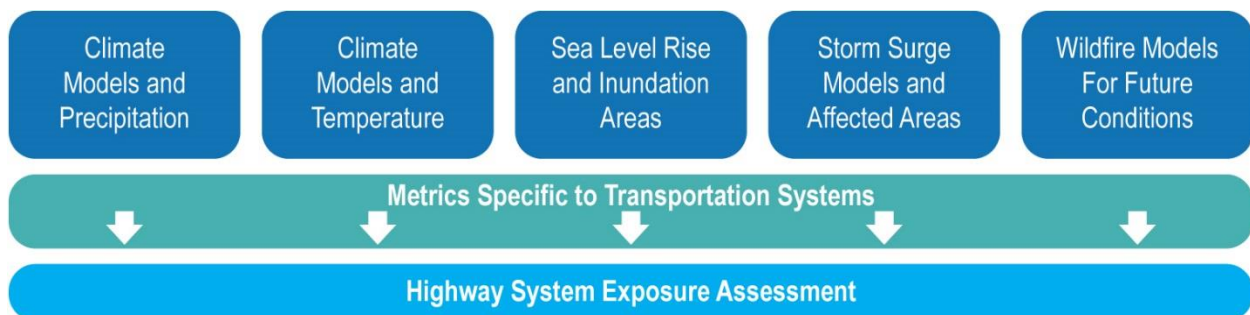 Climate
Models and
Precipitation
Climate
Models and
Temperature
Sea Level Rise
and Inundation
Areas
Storm Surge
Models and
Affected Areas
Wildfire Models
For Future
Conditions
Metrics Specific to Transportation Systems
Highway System Exposure Assessment